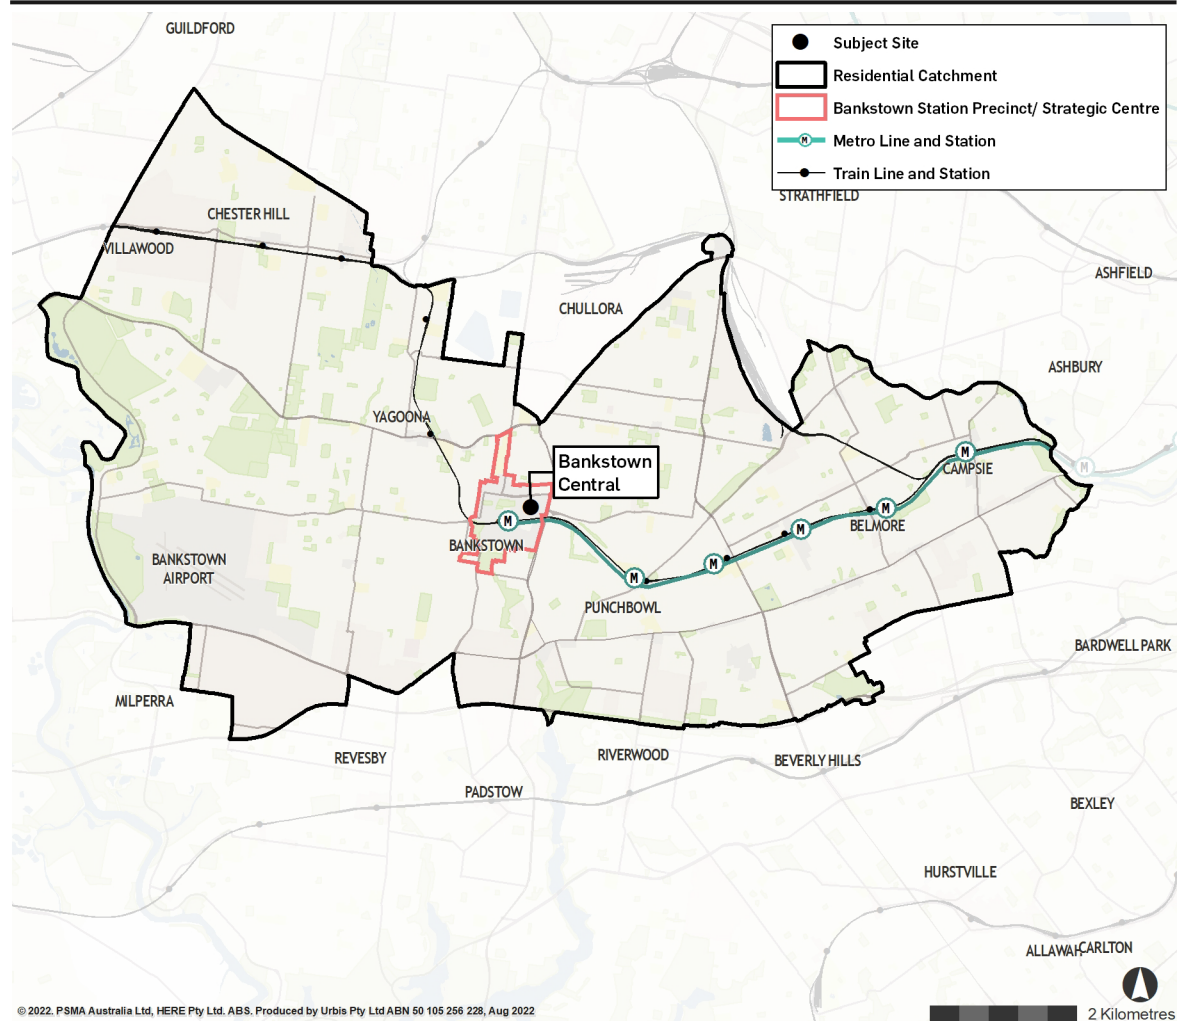 GUILDFORD
Subject Site
Residential Catchment
Bankstown Station Precinct/ Strategic Centre
M Metro Line and Station
Train Line and Station
STRATHFIELD
CHESTER HILL
VILLAWOOD
ASHFIELD
CHULLORA
ASHBURY
YAGOONA
Bankstown
Central
M
CAMPSIE
M
M
BELMORE
M
M
BANKSTOWN
M
M
BANKSTOWN
AIRPORT
PUNCHBOWL
BARDWELL PARK
MILPERRA
REVESBY
RIVERWOOD
BEVERLY HILLS
PADSTOW
BEXLEY
HURSTVILLE
ALLAWAH
CARLTON
© 2022. PSMA Australia Ltd, HERE Pty Ltd. ABS. Produced by Urbis Pty Ltd ABN 50 105 256 228, Aug 2022
2 Kilometres